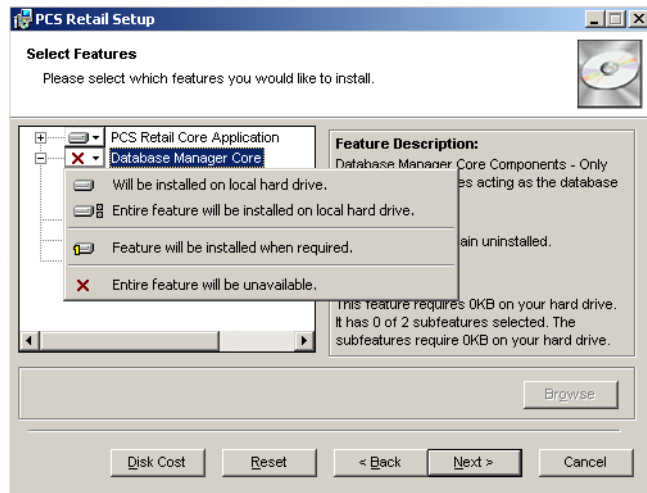 PCS Retail Setup
Select Features
Please select which features you would like to install.
PCS Retail Core Application
Database Manager Core
Will be installed on local hard drive.
Entire feature will be installed on local hard drive.
Feature will be installed when required.
Entire feature will be unavailable.
Feature Description:
Database Manager Core Components - Only
es acting as the database
ain uninstalled.
This feature requires 0KB on your hard drive.
It has 0 of 2 subfeatures selected. The
subfeatures require 0KB on your hard drive.
Browse
Disk Cost
Reset
< Back
Next >
Cancel